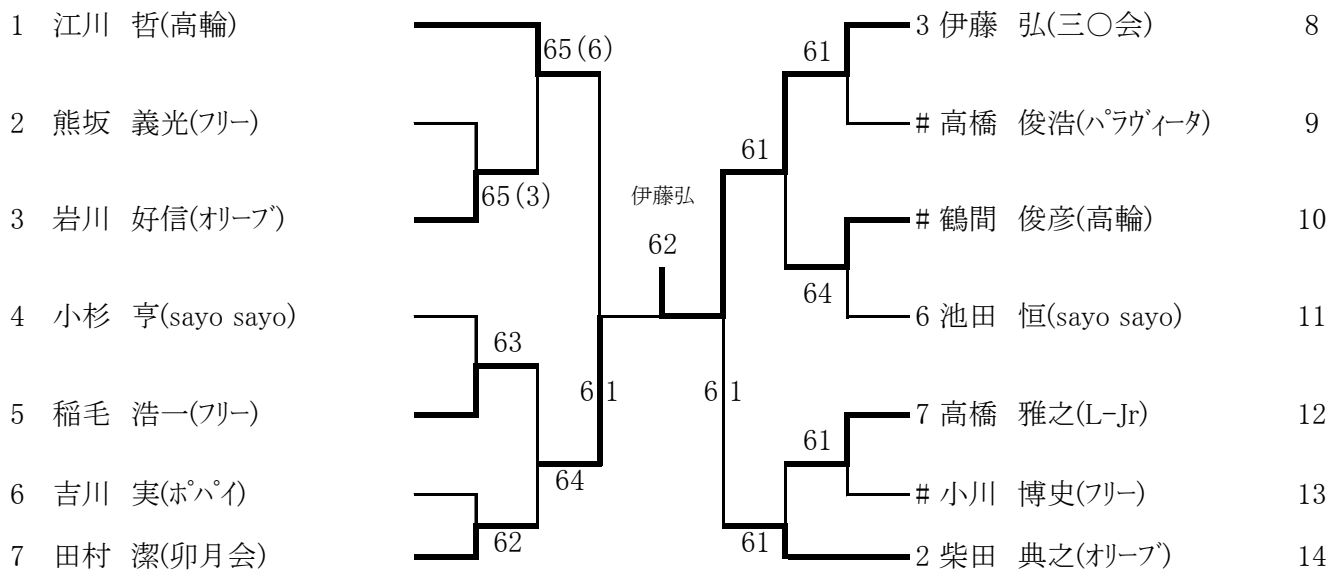 1 江川 哲(高輪)
65(6)
2 熊坂 義光(フリー)
65(3)
3 岩川 好信(オリーブ)
4 小杉 亨(sayo sayo)
63
5 稲毛 浩一(フリー)
61
64
6 吉川 実(ポパイ)
62
7 田村 潔(卯月会)
伊藤弘
62
3 伊藤 弘(三〇会) 8
61
# 高橋 俊浩(パラヴィータ) 9
61
# 鶴間 俊彦(高輪) 10
64
6 池田 恒(sayo sayo) 11
61
7 高橋 雅之(L-Jr) 12
61
# 小川 博史(フリー) 13
61
2 柴田 典之(オリーブ) 14